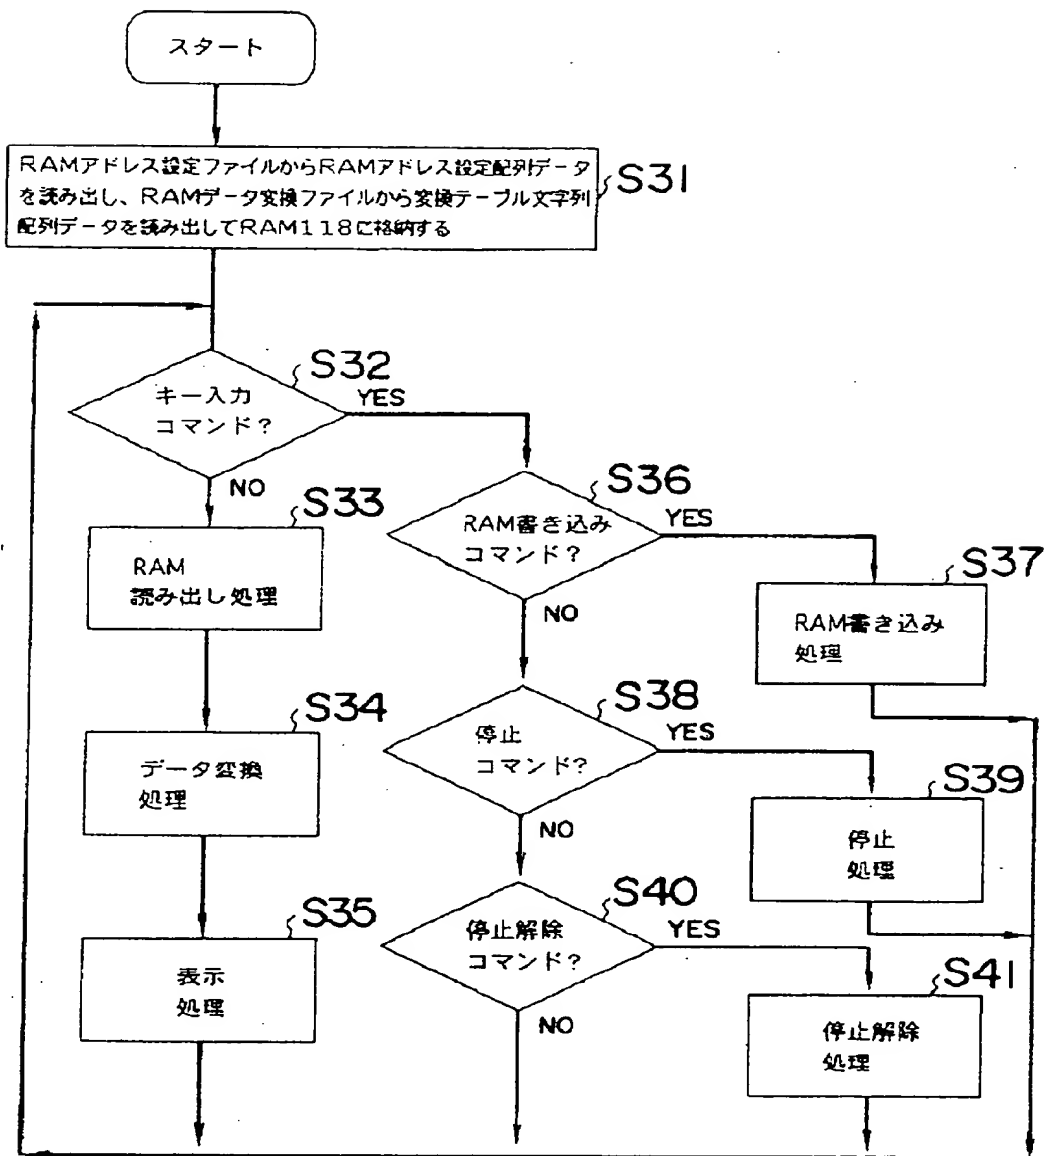 スタート
RAMアドレス設定ファイルからRAMアドレス設定配列データ
を読み出し、RAMデータ変換ファイルから変換テーブル文字列
配列データを読み出してRAM118に格納する
S31
S32
キー入力
コマンド？
YES
NO
S33
RAM
読み出し処理
S34
データ変換
処理
S35
表示
処理
S36
RAM書き込み
コマンド？
YES
NO
S37
RAM書き込み
処理
S38
停止
コマンド？
YES
NO
S39
停止
処理
S40
停止解除
コマンド？
YES
NO
S41
停止解除
処理